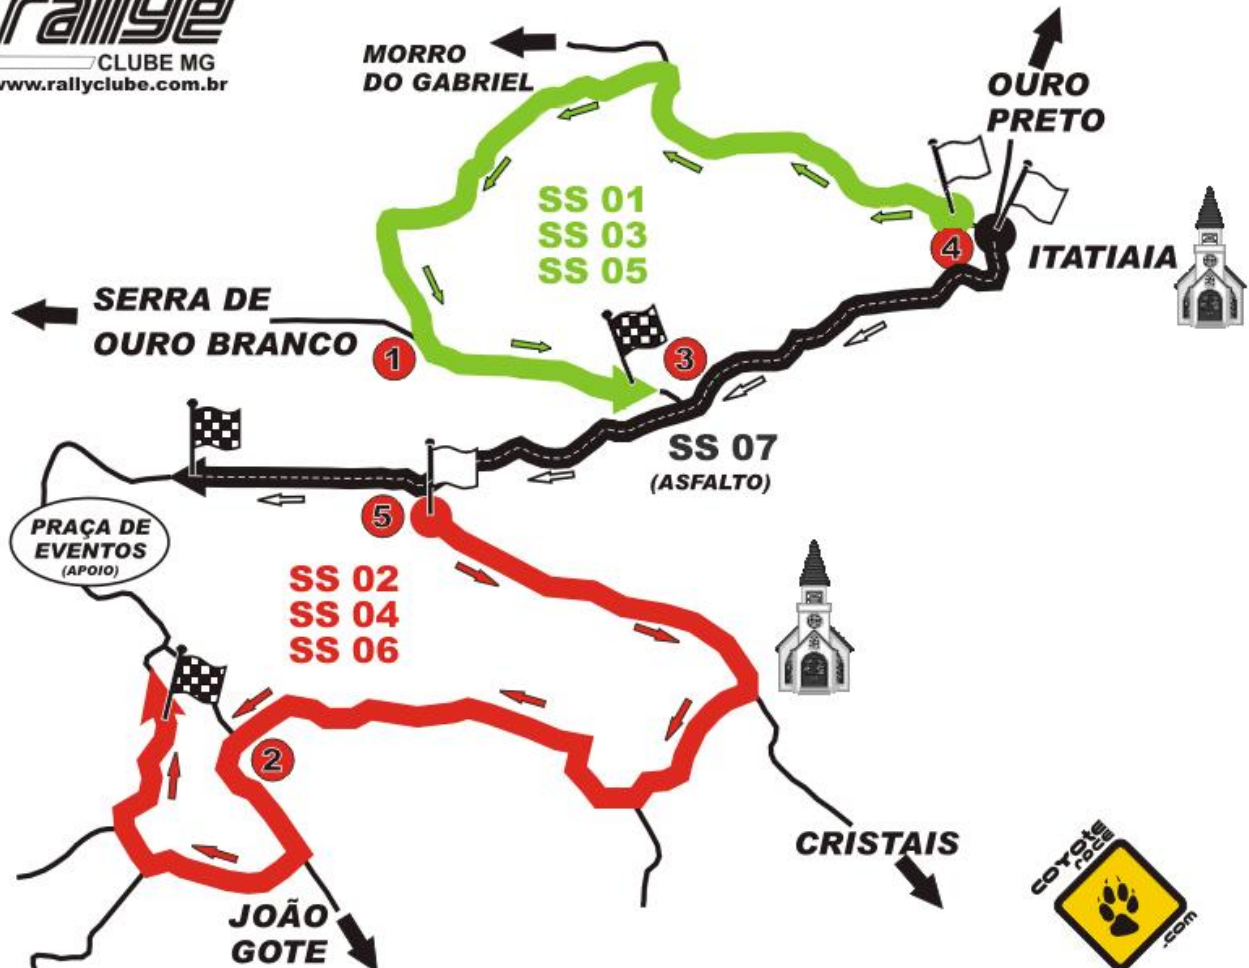 rallye
CLUBE MG
www.rallyclube.com.br
MORRO
DO GABRIEL
OURO
PRETO
SS 01
SS 03
SS 05
4
ITATIAIA
SERRA DE
OURO BRANCO
1
3
SS 07
(ASFALTO)
5
PRAÇA DE
EVENTOS
(APOIO)
SS 02
SS 04
SS 06
2
CRISTAIS
JOÃO
GOTE
COYOTE
race
.com